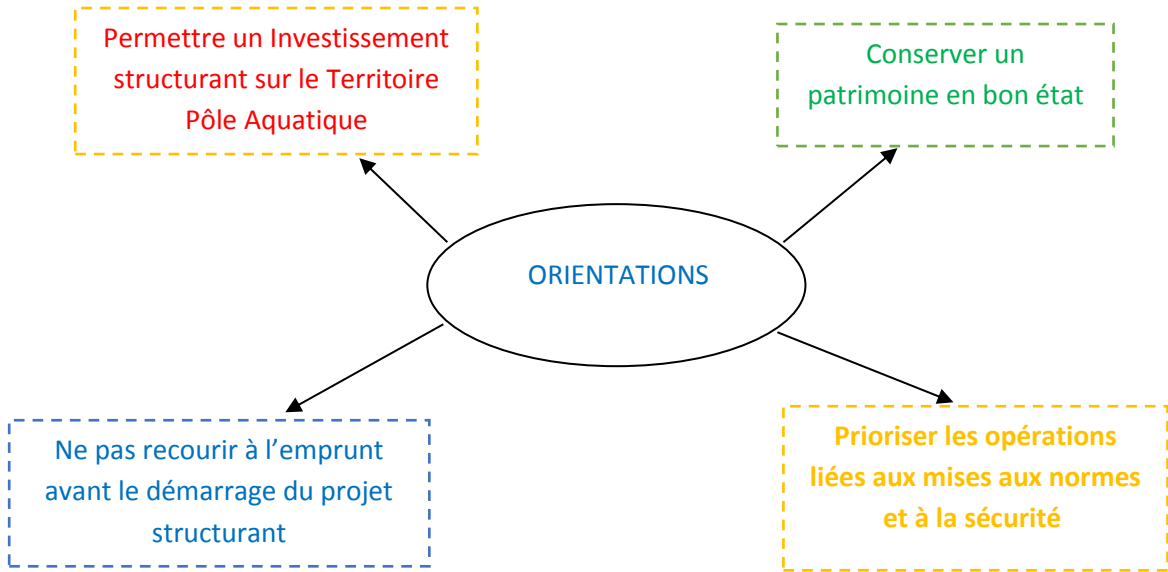 Permettre un Investissement
structurant sur le Territoire
Pôle Aquatique
Conserver un
patrimoine en bon état
ORIENTATIONS
Ne pas recourir à l’emprunt
avant le démarrage du projet
structurant
Prioriser les opérations
liées aux mises aux normes
et à la sécurité